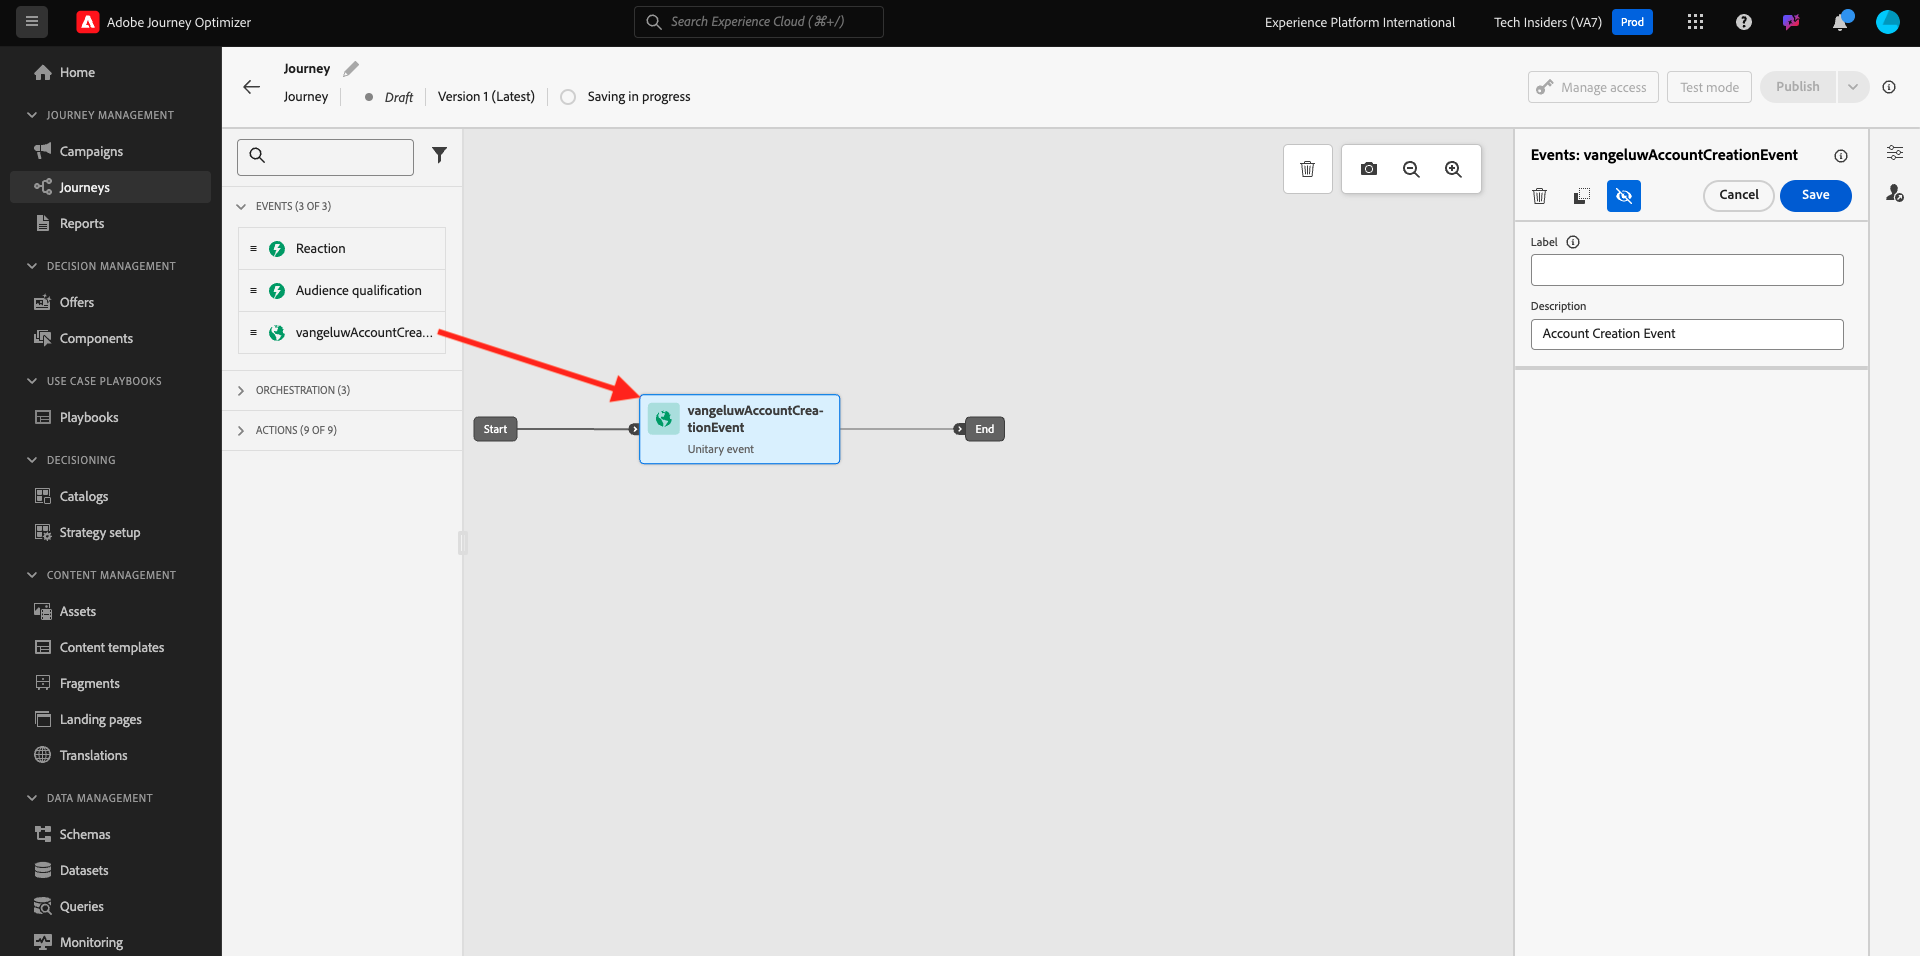 Adobe Journey Optimizer
Search Experience Cloud (⌘+/)
Experience Platform International
Tech Insiders (VA7)
Prod
Home
JOURNEY MANAGEMENT
Campaigns
Journeys
Reports
DECISION MANAGEMENT
Offers
Components
USE CASE PLAYBOOKS
Playbooks
DECISIONING
Catalogs
Strategy setup
CONTENT MANAGEMENT
Assets
Content templates
Fragments
Landing pages
Translations
DATA MANAGEMENT
Schemas
Datasets
Queries
Monitoring
Journey
Journey
Draft
Version 1 (Latest)
Saving in progress
Manage access
Test mode
Publish
EVENTS (3 OF 3)
Reaction
Audience qualification
vangeluwAccountCrea...
ORCHESTRATION (3)
ACTIONS (9 OF 9)
Start
vangeluwAccountCrea-
tionEvent
Unitary event
End
Events: vangeluwAccountCreationEvent
Cancel
Save
Label
Description
Account Creation Event